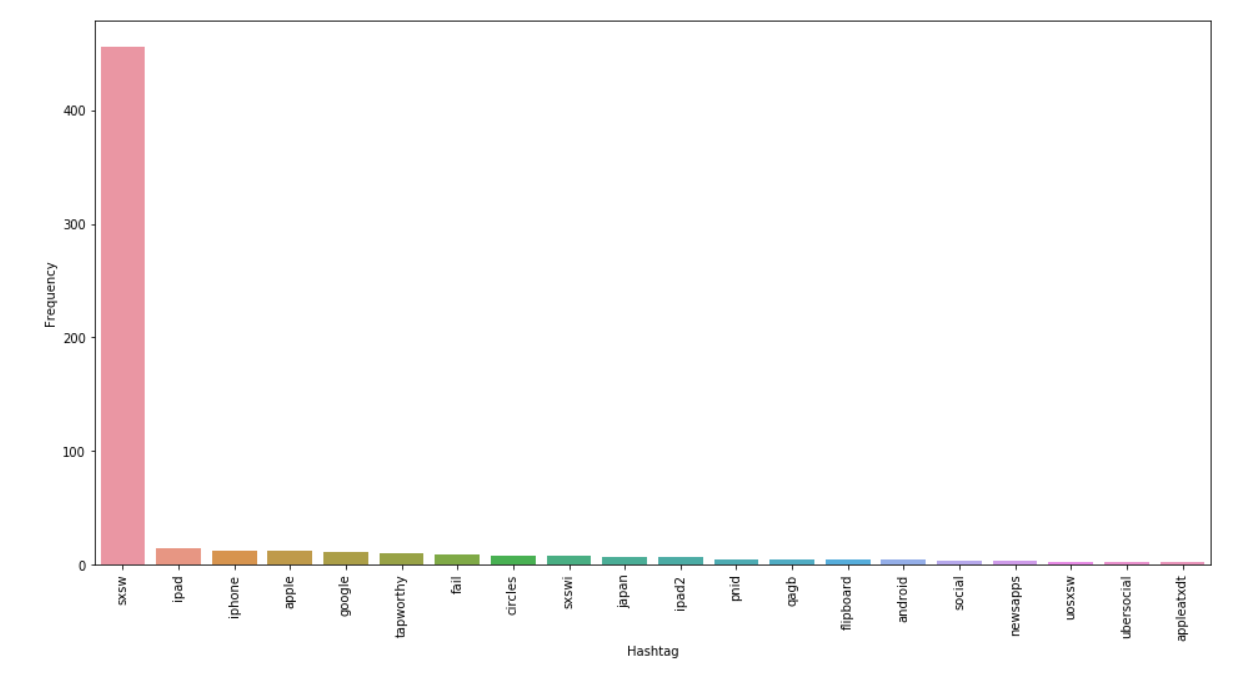 400
300
200
100
0
Frequency
sxsw
ipad
iphone
apple
google
tapworthy
fail
circles
sxswi
japan
ipad2
pnid
qagb
flipboard
android
social
newsapps
uosxsw
ubersocial
appleatxdt
Hashtag